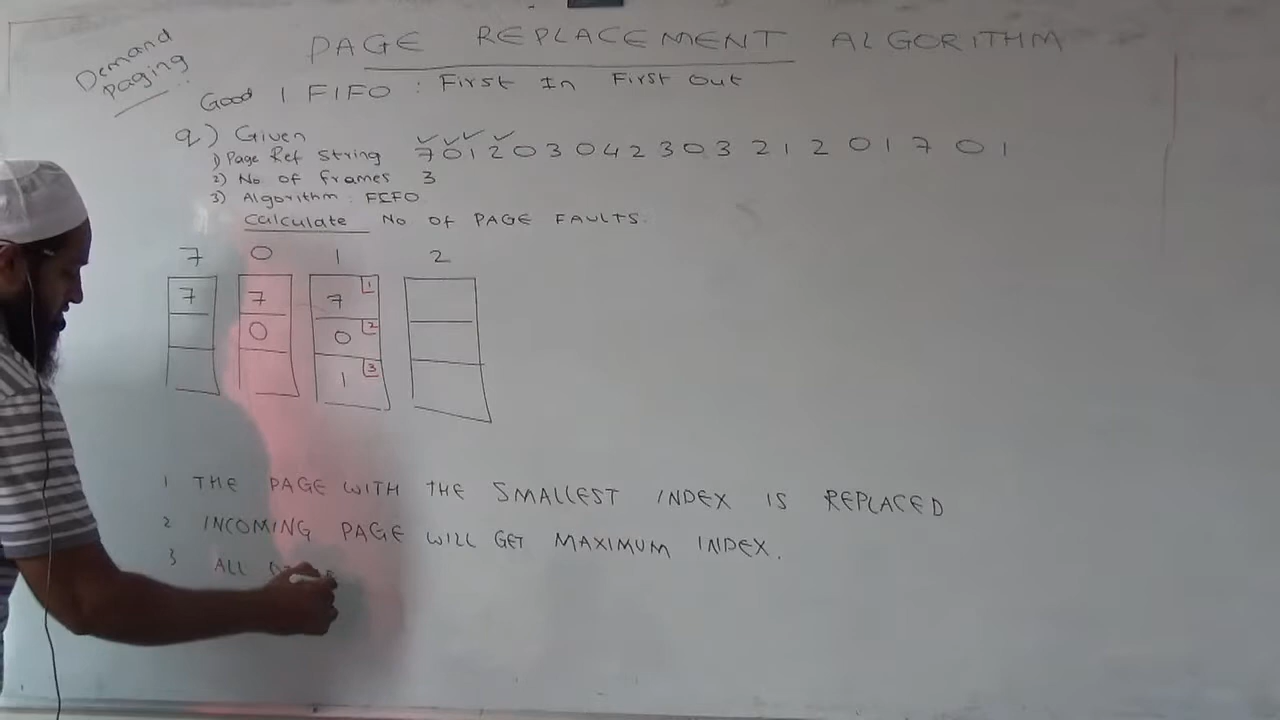 Demand
Paging
PAGE REPLACEMENT ALGORITHM
Good 1 FIFO : First In First Out
Q) Given
1) Page Ref String 7 0 1 2 0 3 0 4 2 3 0 3 2 1 2 0 1 7 0 1
2) No of frames 3
3) Algorithm : FIFO
Calculate No of PAGE FAULTS.
7 0 1 2
7 7 7 1
0 0 2
1 3
1 THE PAGE WITH THE SMALLEST INDEX IS REPLACED
2 INCOMING PAGE WILL GET MAXIMUM INDEX.
3 ALL